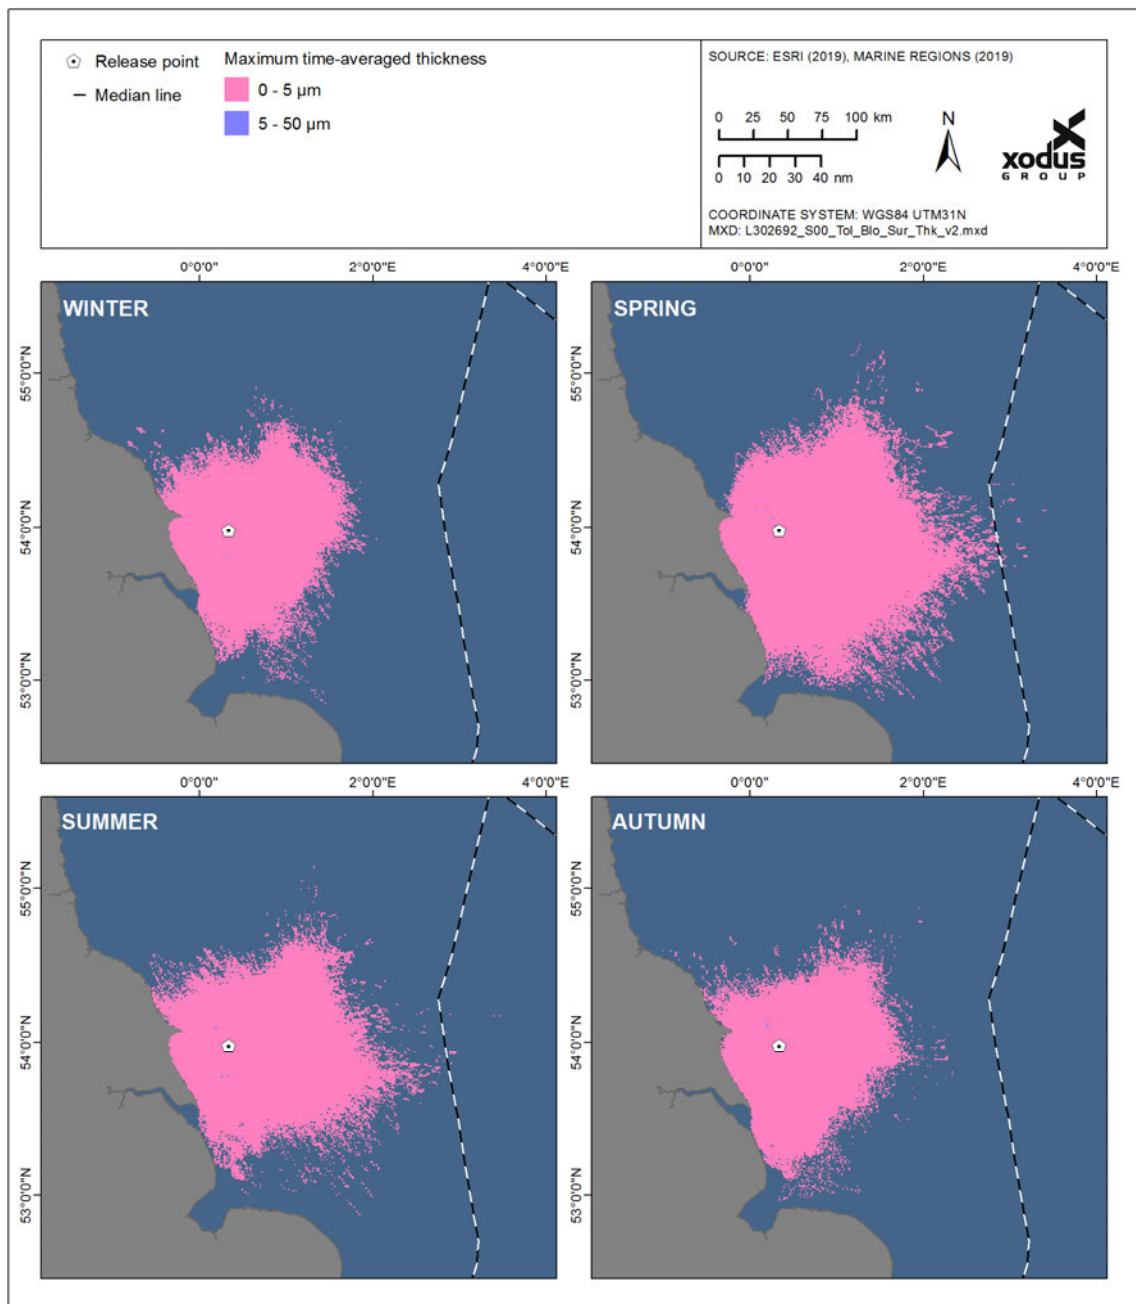 Release point
Median line
Maximum time-averaged thickness
0 - 5 µm
5 - 50 µm
SOURCE: ESRI (2019), MARINE REGIONS (2019)
0 25 50 75 100 km
0 10 20 30 40 nm
N
xodus
GROUP
COORDINATE SYSTEM: WGS84 UTM31N
MXD: L302692_S00_Tol_Blo_Sur_Thk_v2.mxd
0°0'0" 2°0'0"E 4°0'0"E
WINTER
55°0'0"N
54°0'0"N
53°0'0"N
0°0'0" 2°0'0"E 4°0'0"E
SPRING
55°0'0"N
54°0'0"N
53°0'0"N
0°0'0" 2°0'0"E 4°0'0"E
SUMMER
55°0'0"N
54°0'0"N
53°0'0"N
0°0'0" 2°0'0"E 4°0'0"E
AUTUMN
55°0'0"N
54°0'0"N
53°0'0"N